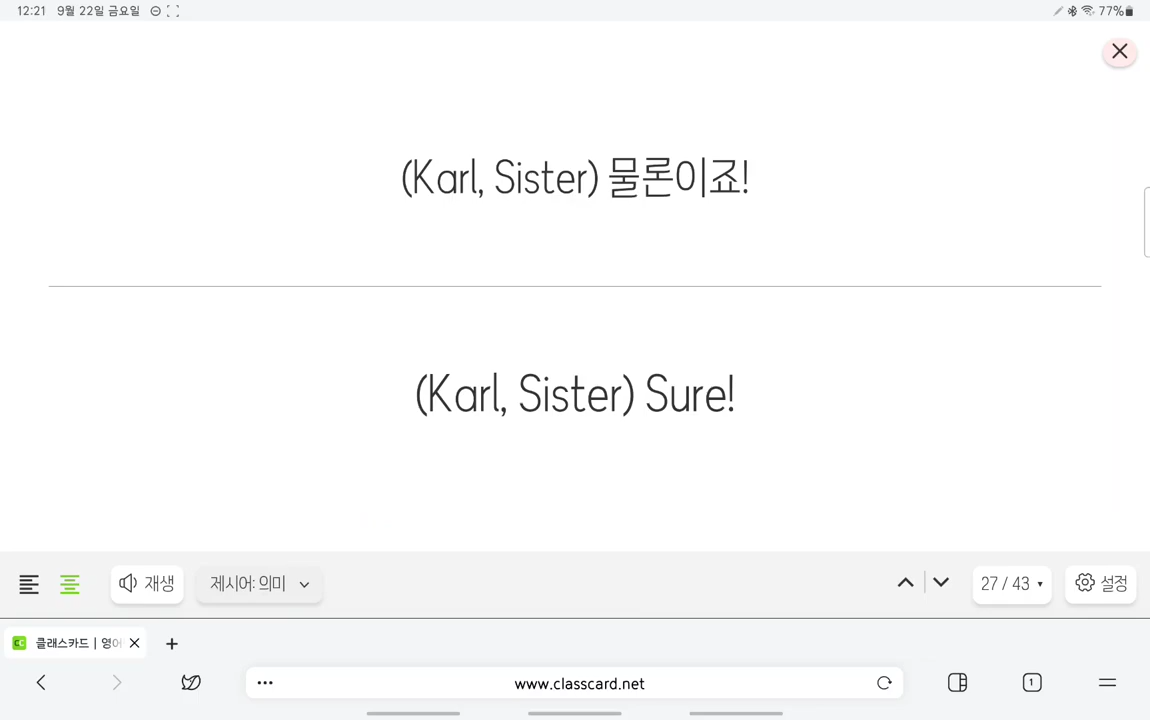 12:21 9월 22일 금요일 77%
(Karl, Sister) 물론이죠!
(Karl, Sister) Sure!
재생 제시어: 의미 27 / 43 설정
클래스카드 | 영어
www.classcard.net
1